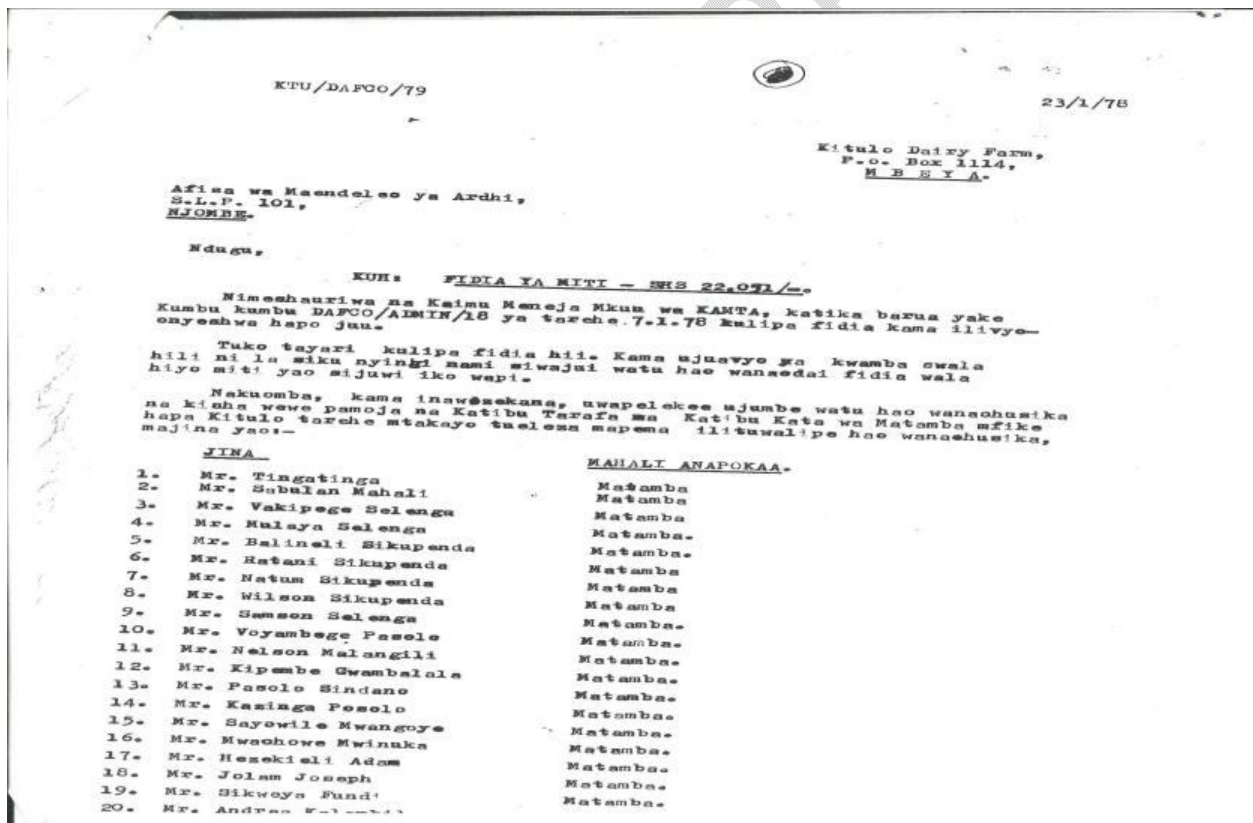 KTU/DAFCO/79
23/1/78
Kitulo Dairy Farm,
P.o. Box 1114,
M B E Y A.
Afisa wa Maendeleo ya Ardhi,
S.L.P. 101,
NJOMBE.
Ndugu,
KUH: FIDIA YA MITI — SHS 22,091/-.
Nimeshauriwa na Kaimu Meneja Mkuu wa KAMTA, katika barua yake
Kumbu kumbu DAFCO/ADMIN/18 ya tarehe.7.1.78 kulipa fidia kama ilivyo-
onyeshwa hapo juu.
Tuko tayari kulipa fidia hii. Kama ujuavyo ya kwamba swala
hili ni la siku nyingi nami siwajui watu hao wanaodai fidia wala
hiyo miti yao sijuwi iko wapi.
Nakuomba, kama inawezekana, uwapelekee ujumbe watu hao wanaohusika
na kisha wewe pamoja na Katibu Tarafa na Katibu Kata wa Matamba mfike
hapa Kitulo tarehe mtakayo tueleza mapema ilituwalipe hao wanaohusika,
majina yao:-
JINA MAHALI ANAPOKAA.
1. Mr. Tingatinga Matamba
2. Mr. Sabulan Mahali Matamba
3. Mr. Vakipege Selenga Matamba
4. Mr. Mulaya Selenga Matamba.
5. Mr. Balineli Sikupenda Matamba.
6. Mr. Ratani Sikupenda Matamba
7. Mr. Natum Sikupenda Matamba
8. Mr. Wilson Sikupenda Matamba
9. Mr. Samson Selenga Matamba.
10. Mr. Voyambege Pasolo Matamba.
11. Mr. Nelson Malangili Matamba.
12. Mr. Kipembe Gwambalala Matamba.
13. Mr. Pasolo Sindano Matamba.
14. Mr. Kasinga Posolo Matamba.
15. Mr. Sayowile Mwangoye Matamba.
16. Mr. Mwachowe Mwinuka Matamba.
17. Mr. Hezekieli Adam Matamba.
18. Mr. Jolam Joseph Matamba.
19. Mr. Sikweya Fundi Matamba.
20. Mr.